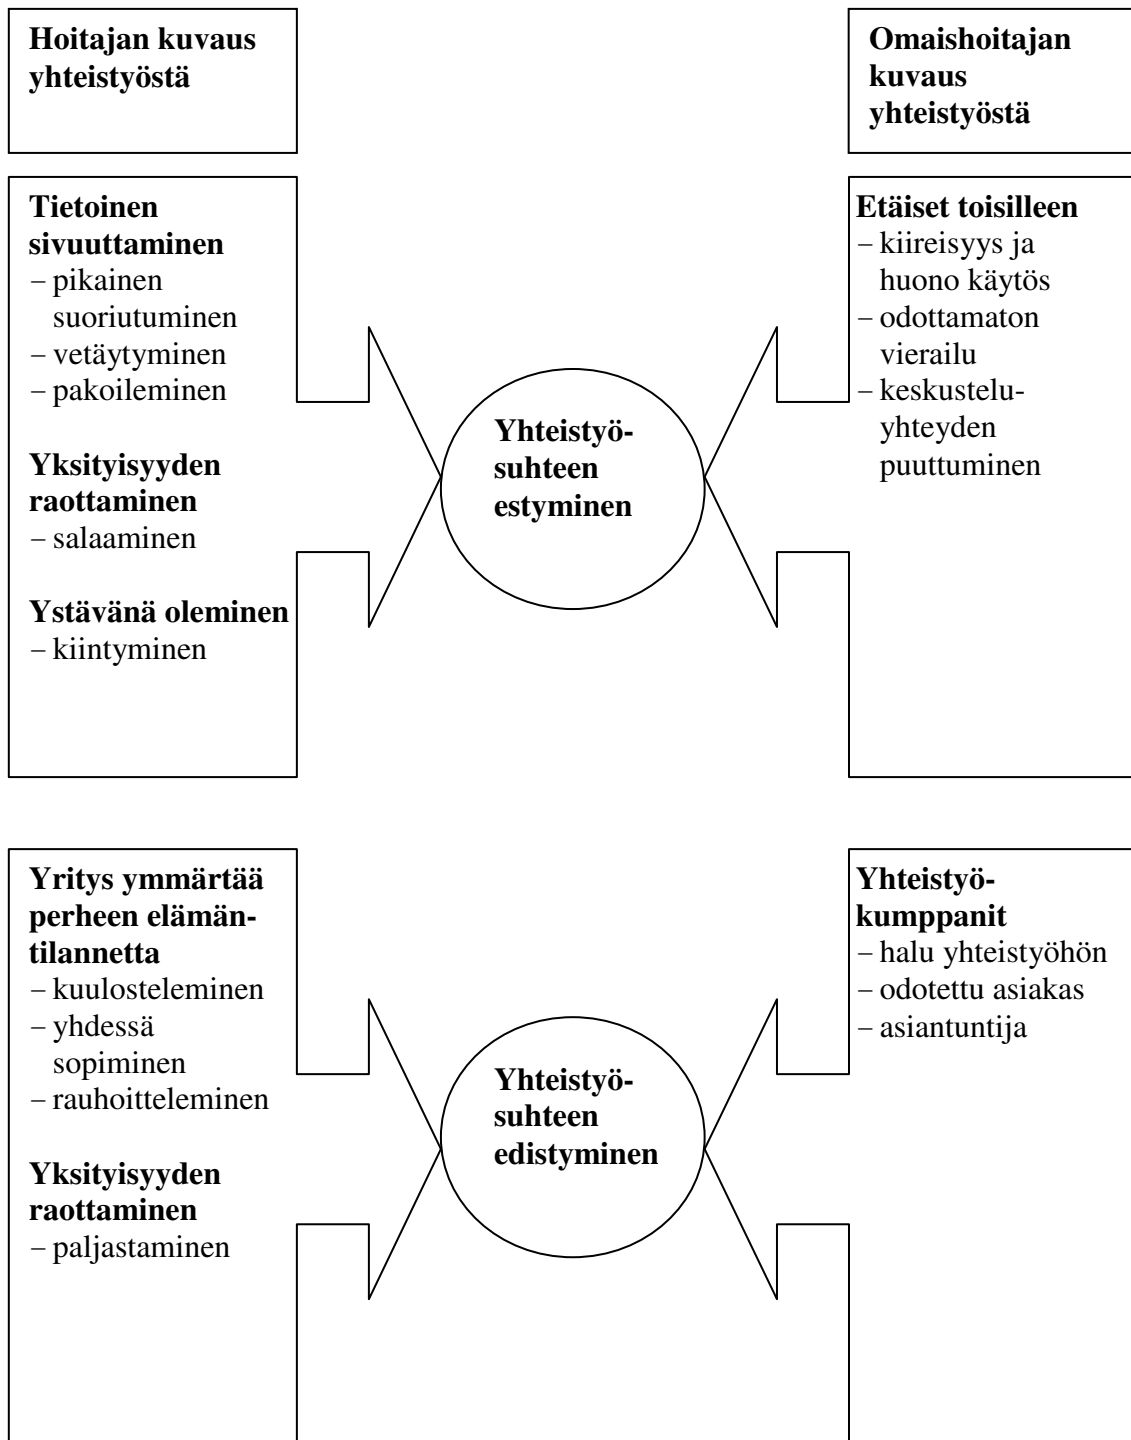 Hoitajan kuvaus
yhteistyöstä
Omaishoitajan
kuvaus
yhteistyöstä
Tietoinen
sivuuttaminen
– pikainen
suoriutuminen
– vetäytyminen
– pakoileminen
Yksityisyyden
raottaminen
– salaaminen
Ystävänä oleminen
– kiintyminen
Yhteistyö-
suhteen
estyminen
Etäiset toisilleen
– kiireisyys ja
huono käytös
– odottamaton
vierailu
– keskustelu-
yhteyden
puuttuminen
Yritys ymmärtää
perheen elämän-
tilannetta
– kuulosteleminen
– yhdessä
sopiminen
– rauhoitteleminen
Yksityisyyden
raottaminen
– paljastaminen
Yhteistyö-
suhteen
edistyminen
Yhteistyö-
kumppanit
– halu yhteistyöhön
– odotettu asiakas
– asiantuntija